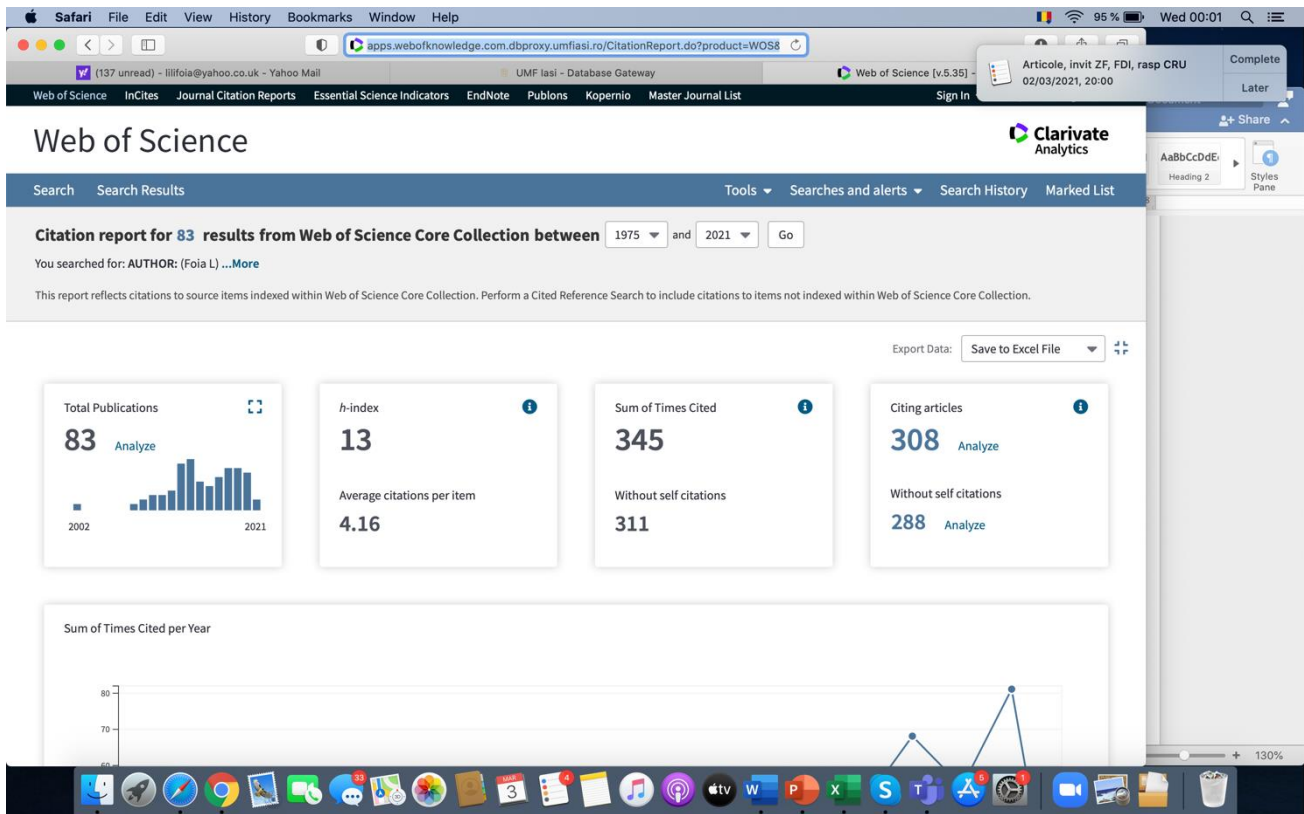 Safari File Edit View History Bookmarks Window Help 95 % Wed 00:01
apps.webofknowledge.com.dbproxy.umfiasi.ro/CitationReport.do?product=WOS&
(137 unread) - lilifoia@yahoo.co.uk - Yahoo Mail UMF Iasi - Database Gateway Web of Science [v.5.35] -
Articole, invit ZF, FDI, rasp CRU
02/03/2021, 20:00
Complete
Later
Web of Science InCites Journal Citation Reports Essential Science Indicators EndNote Publons Kopernio Master Journal List Sign In
Share
Web of Science
Clarivate
Analytics
AaBbCcDdE
Heading 2
Styles
Pane
Search Search Results Tools Searches and alerts Search History Marked List
Citation report for 83 results from Web of Science Core Collection between 1975 and 2021 Go
You searched for: AUTHOR: (Foia L) ...More
This report reflects citations to source items indexed within Web of Science Core Collection. Perform a Cited Reference Search to include citations to items not indexed within Web of Science Core Collection.
Export Data: Save to Excel File
Total Publications
83 Analyze
2002 2021
h-index
13
Average citations per item
4.16
Sum of Times Cited
345
Without self citations
311
Citing articles
308 Analyze
Without self citations
288 Analyze
Sum of Times Cited per Year
80
70
60
+ 130%
33
MAR
3
4
tv
W
P
X
S
T
6
1